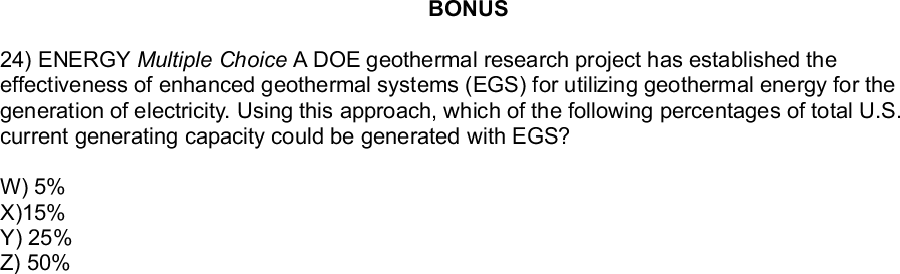 BONUS
24) ENERGY Multiple Choice A DOE geothermal research project has established the
effectiveness of enhanced geothermal systems (EGS) for utilizing geothermal energy for the
generation of electricity. Using this approach, which of the following percentages of total U.S.
current generating capacity could be generated with EGS?
W) 5%
X)15%
Y) 25%
Z) 50%